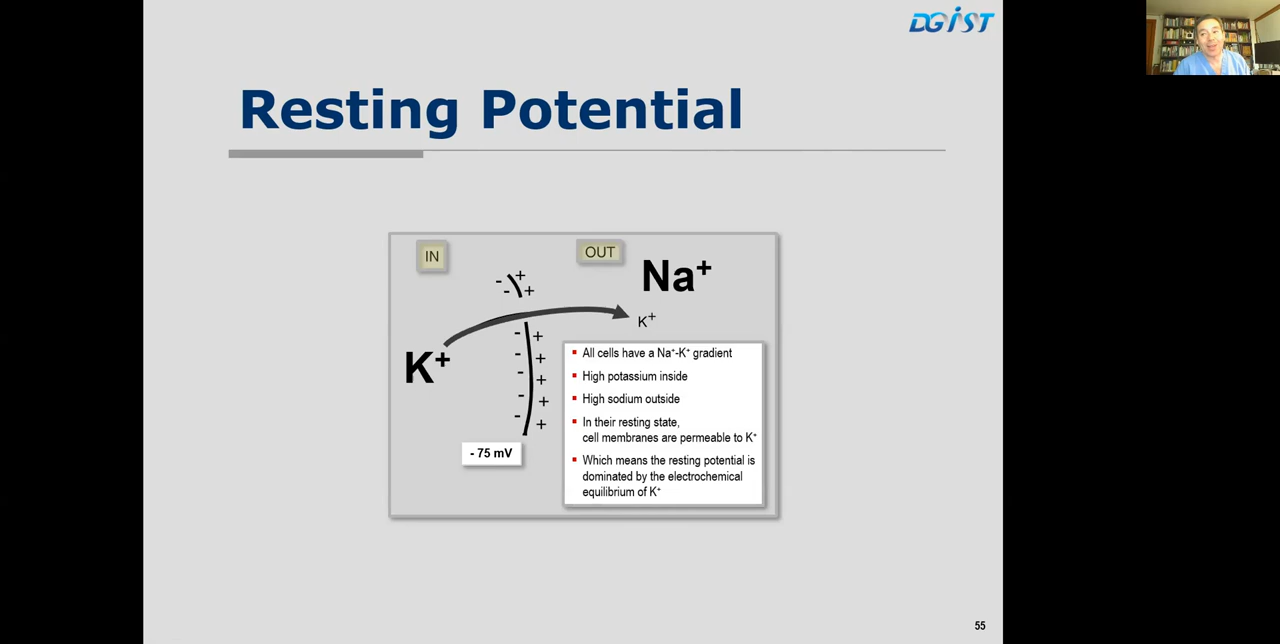 DGIST
Resting Potential
IN
OUT
Na⁺
K⁺
K⁺
- + - +
- +
- +
- +
- +
- +
- 75 mV
All cells have a Na⁺-K⁺ gradient
High potassium inside
High sodium outside
In their resting state,
cell membranes are permeable to K⁺
Which means the resting potential is
dominated by the electrochemical
equilibrium of K⁺
55